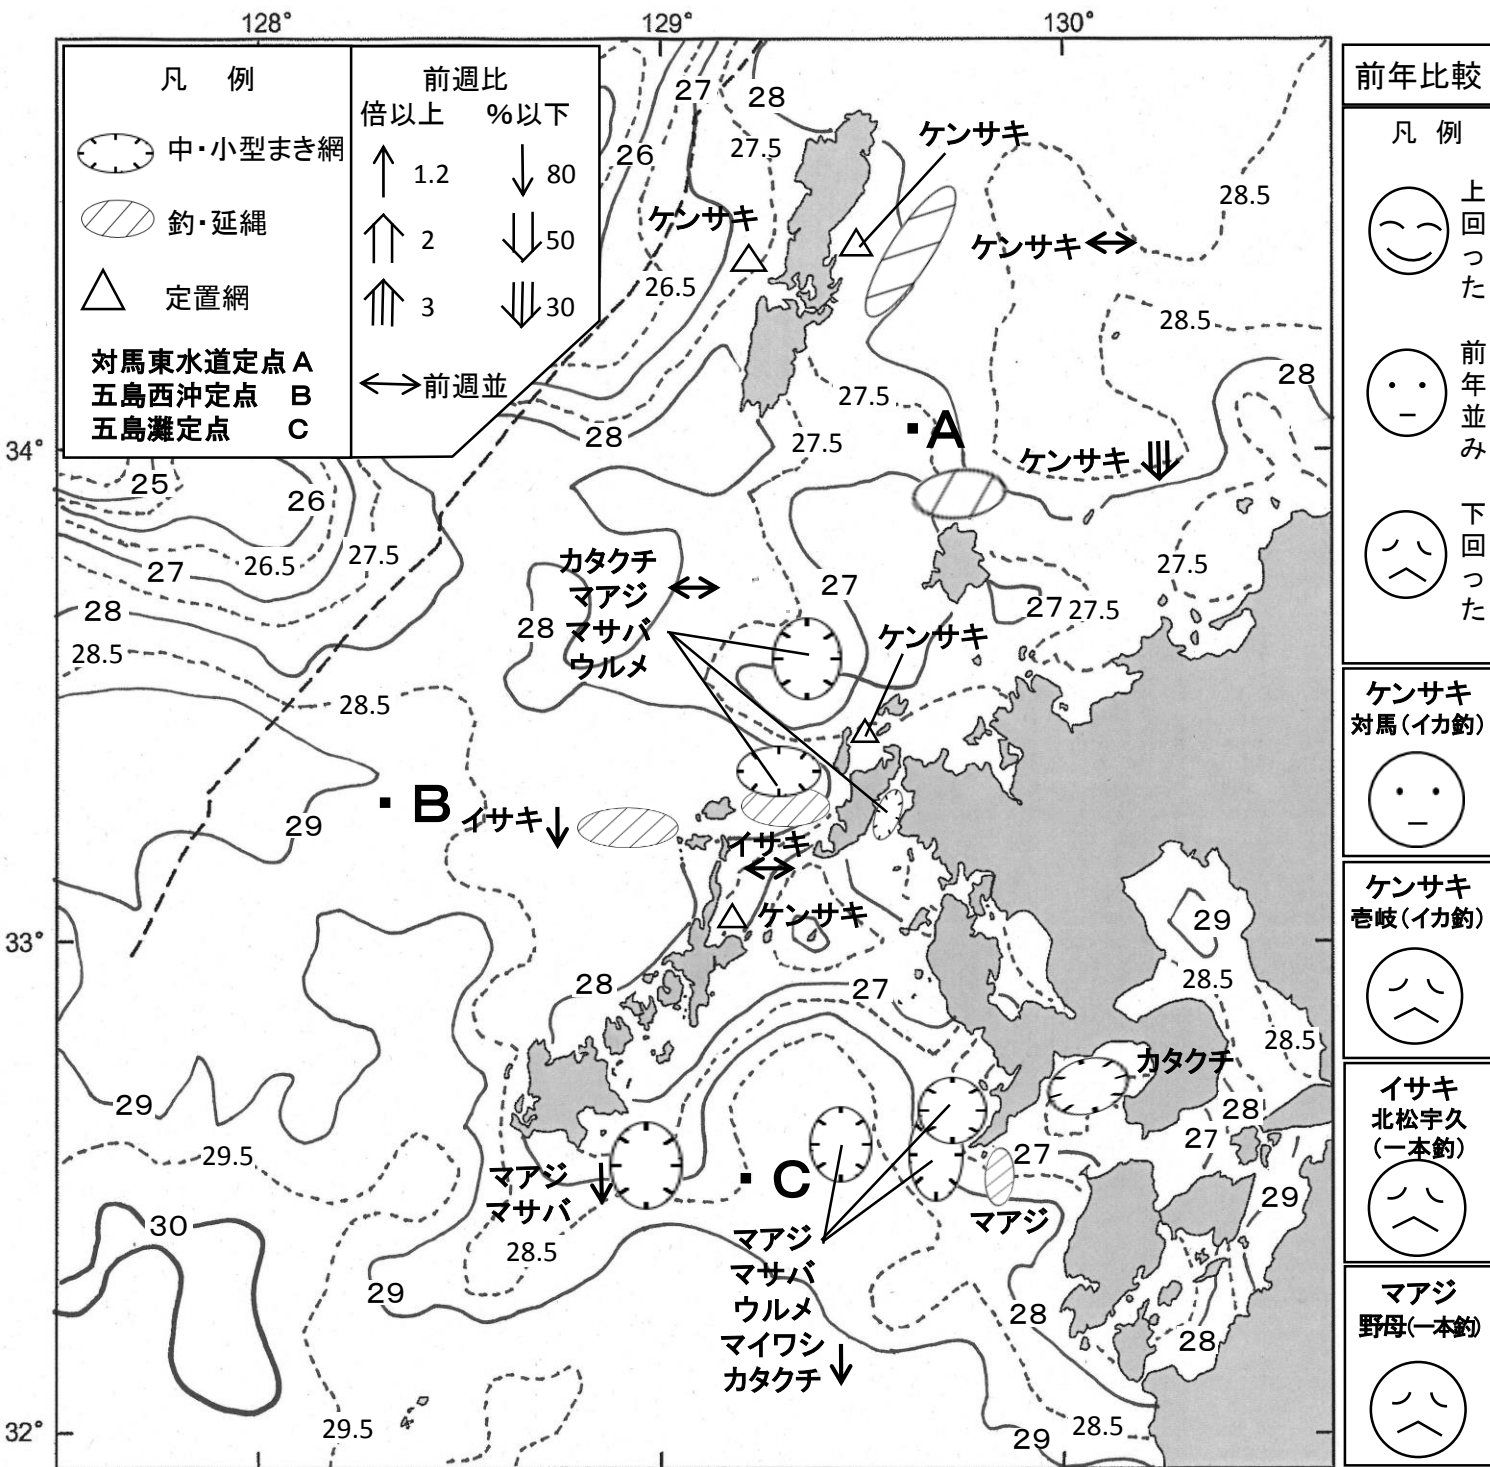 128°
129°
130°
34°
33°
32°
凡 例
中・小型まき網
釣・延縄
定置網
対馬東水道定点 A
五島西沖定点 B
五島灘定点 C
前週比
倍以上 %以下
1.2 80
2 50
3 30
前週並
27
28
27.5
26
26.5
ケンサキ
ケンサキ
ケンサキ
28.5
28.5
28
27.5
27.5
28
A
ケンサキ
25
26
27
26.5
27.5
28
28.5
28.5
カタクチ
マアジ
マサバ
ウルメ
28
27
27
27.5
27.5
ケンサキ
B
29
イサキ
イサキ
ケンサキ
29
28.5
28.5
28
27
カタクチ
28
27
27
29
29
29.5
30
マアジ
マサバ
28.5
C
マアジ
マアジ
マサバ
ウルメ
マイワシ
カタクチ
29
28
28
29.5
29
28.5
前年比較
凡 例
上回った
前年並み
下回った
ケンサキ
対馬(イカ釣)
ケンサキ
壱岐(イカ釣)
イサキ
北松宇久
(一本釣)
マアジ
野母(一本釣)